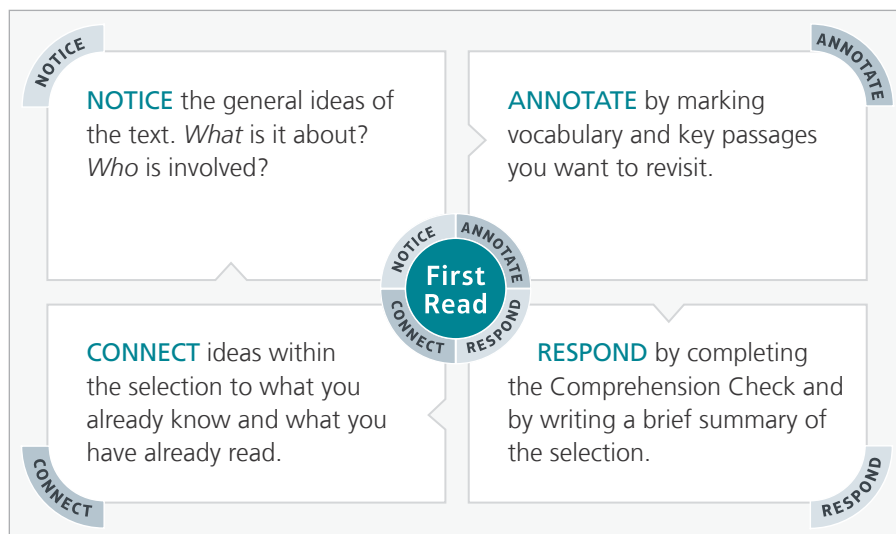 NOTICE
NOTICE the general ideas of
the text. What is it about?
Who is involved?
ANNOTATE
ANNOTATE by marking
vocabulary and key passages
you want to revisit.
NOTICE
ANNOTATE
First
Read
CONNECT
RESPOND
CONNECT ideas within
the selection to what you
already know and what you
have already read.
CONNECT
RESPOND by completing
the Comprehension Check and
by writing a brief summary of
the selection.
RESPOND